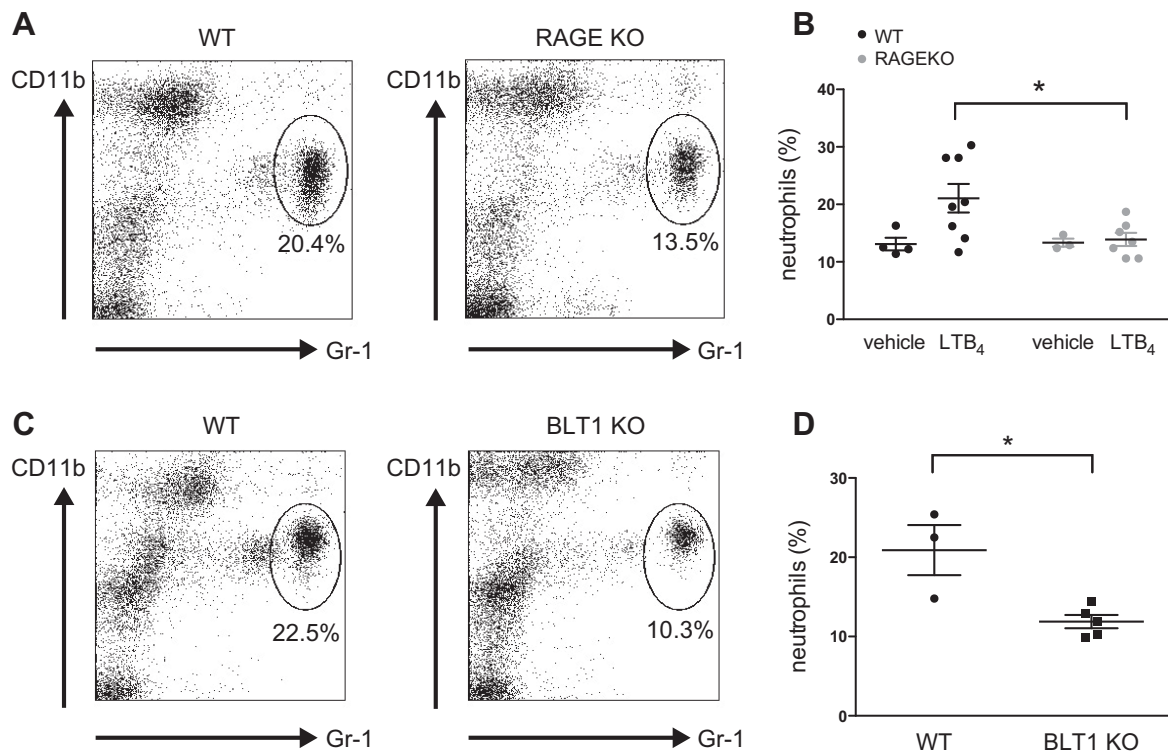 A
WT
RAGE KO
CD11b
CD11b
20.4%
13.5%
Gr-1
Gr-1
B
WT
RAGEKO
*
40
30
20
10
0
neutrophils (%)
vehicle LTB₄ vehicle LTB₄
C
WT
BLT1 KO
CD11b
CD11b
22.5%
10.3%
Gr-1
Gr-1
D
*
30
20
10
0
neutrophils (%)
WT BLT1 KO